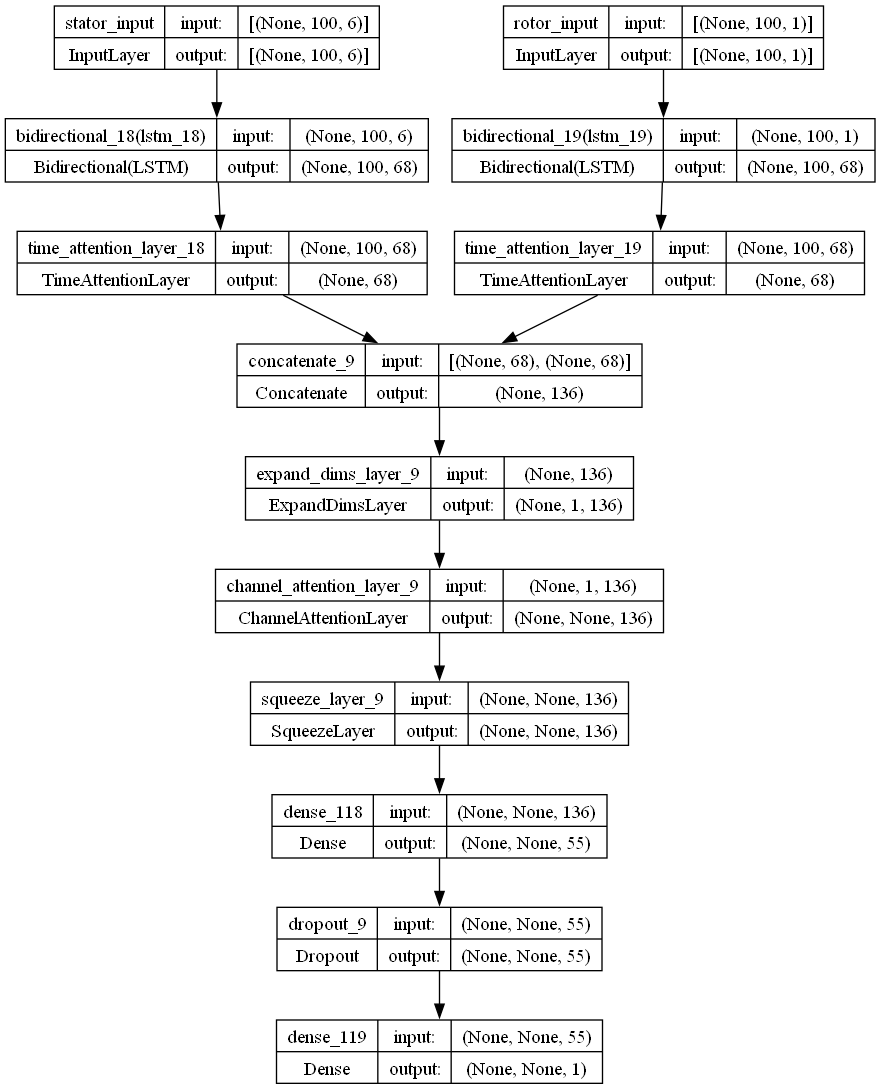 stator_input input: [(None, 100, 6)]
InputLayer output: [(None, 100, 6)]
rotor_input input: [(None, 100, 1)]
InputLayer output: [(None, 100, 1)]
bidirectional_18(lstm_18) input: (None, 100, 6)
Bidirectional(LSTM) output: (None, 100, 68)
bidirectional_19(lstm_19) input: (None, 100, 1)
Bidirectional(LSTM) output: (None, 100, 68)
time_attention_layer_18 input: (None, 100, 68)
TimeAttentionLayer output: (None, 68)
time_attention_layer_19 input: (None, 100, 68)
TimeAttentionLayer output: (None, 68)
concatenate_9 input: [(None, 68), (None, 68)]
Concatenate output: (None, 136)
expand_dims_layer_9 input: (None, 136)
ExpandDimsLayer output: (None, 1, 136)
channel_attention_layer_9 input: (None, 1, 136)
ChannelAttentionLayer output: (None, None, 136)
squeeze_layer_9 input: (None, None, 136)
SqueezeLayer output: (None, None, 136)
dense_118 input: (None, None, 136)
Dense output: (None, None, 55)
dropout_9 input: (None, None, 55)
Dropout output: (None, None, 55)
dense_119 input: (None, None, 55)
Dense output: (None, None, 1)